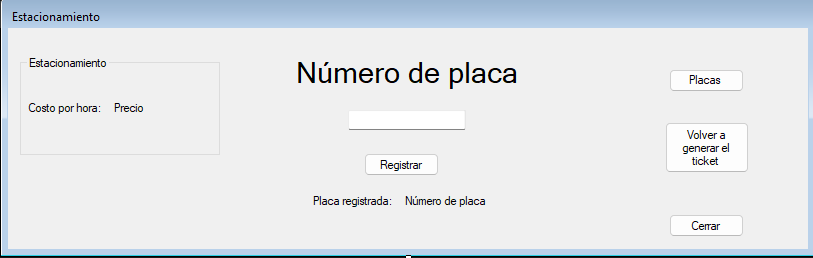 Estacionamiento
Estacionamiento
Costo por hora: Precio
Número de placa
Registrar
Placa registrada: Número de placa
Placas
Volver a
generar el
ticket
Cerrar